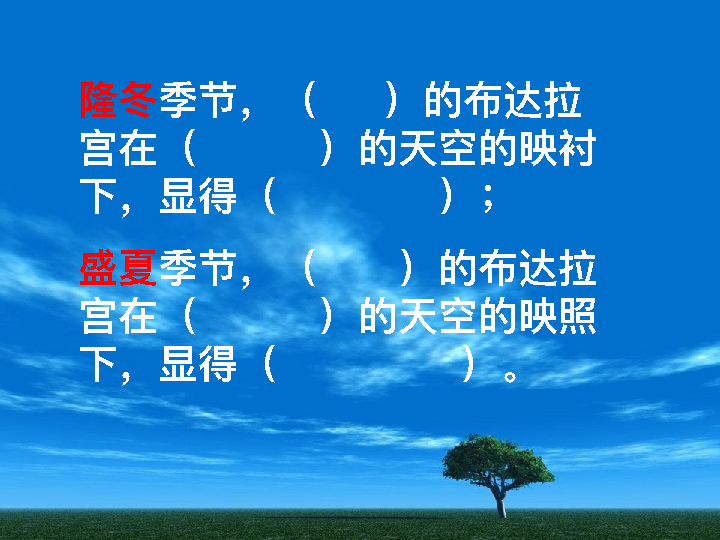 隆冬季节，（　　）的布达拉
宫在（　　　）的天空的映衬
下，显得（　　　　）；
盛夏季节，（　　）的布达拉
宫在（　　　）的天空的映照
下，显得（　　　　）。